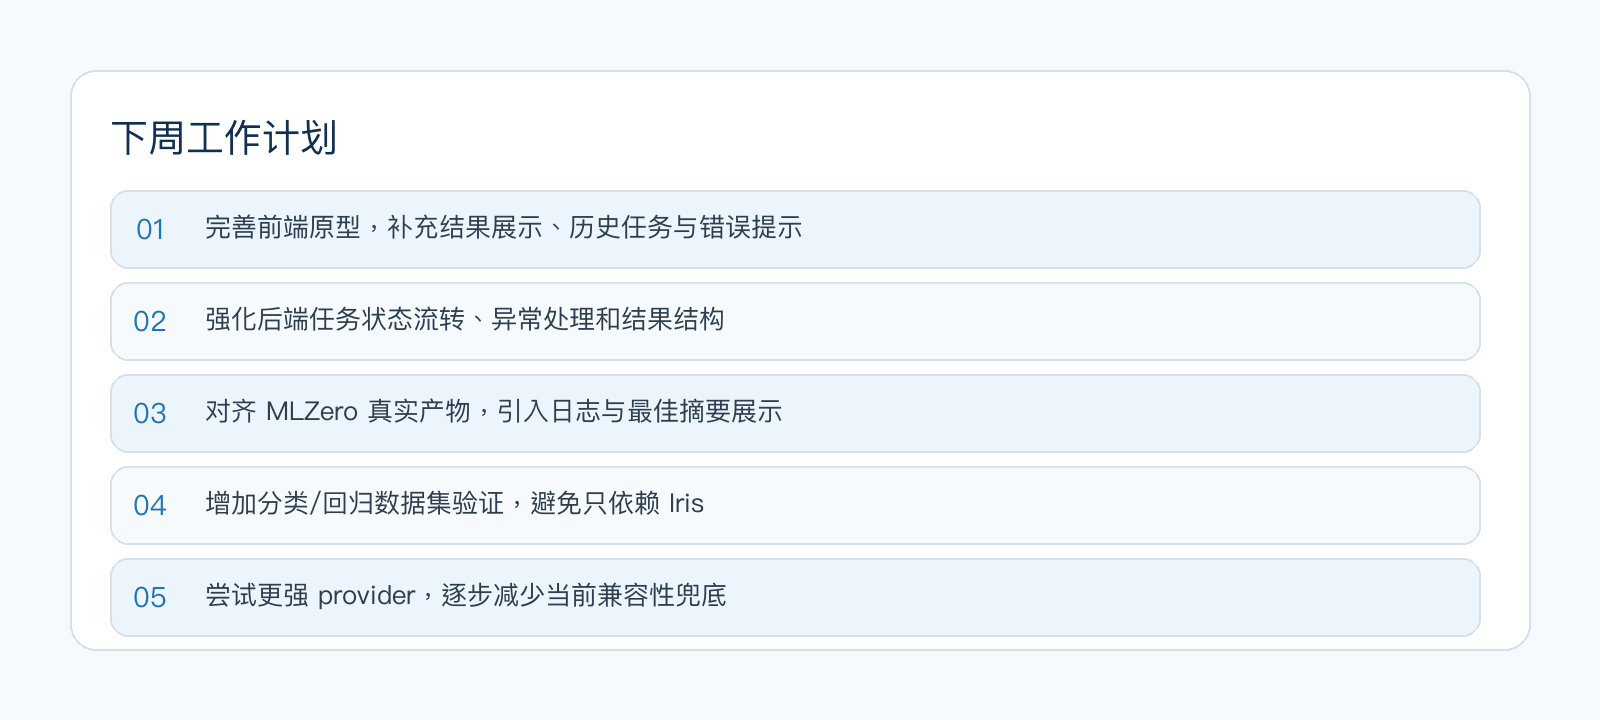 下周工作计划
01 完善前端原型，补充结果展示、历史任务与错误提示
02 强化后端任务状态流转、异常处理和结果结构
03 对齐 MLZero 真实产物，引入日志与最佳摘要展示
04 增加分类/回归数据集验证，避免只依赖 Iris
05 尝试更强 provider，逐步减少当前兼容性兜底